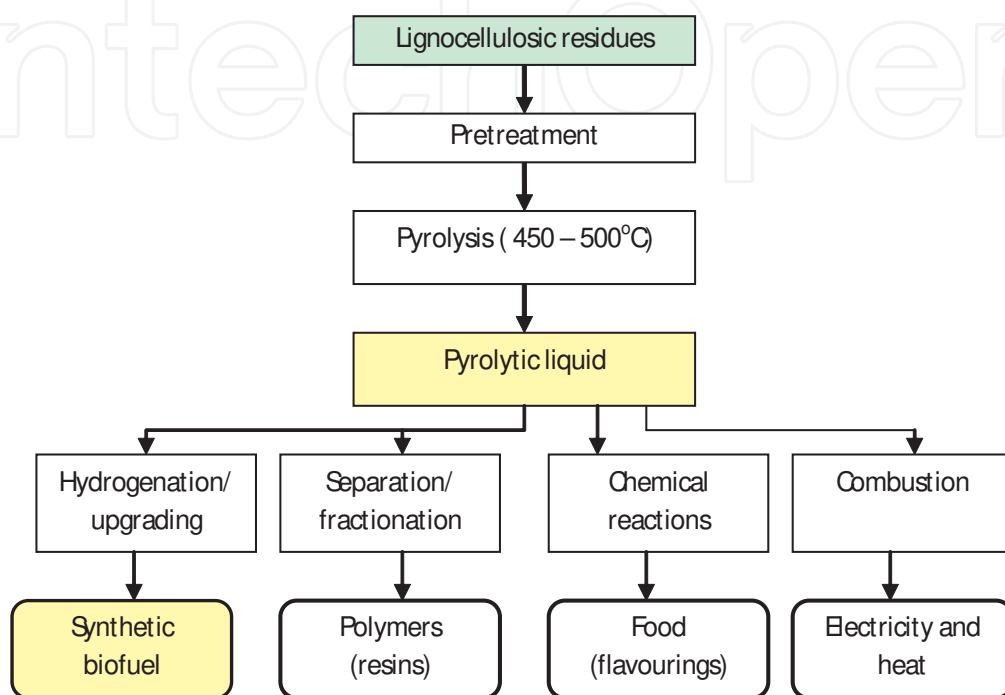 ntechOpen
Lignocellulosic residues
Pretreatment
Pyrolysis ( 450 – 500°C)
Pyrolytic liquid
Hydrogenation/
upgrading
Separation/
fractionation
Chemical
reactions
Combustion
Synthetic
biofuel
Polymers
(resins)
Food
(flavourings)
Electricity and
heat